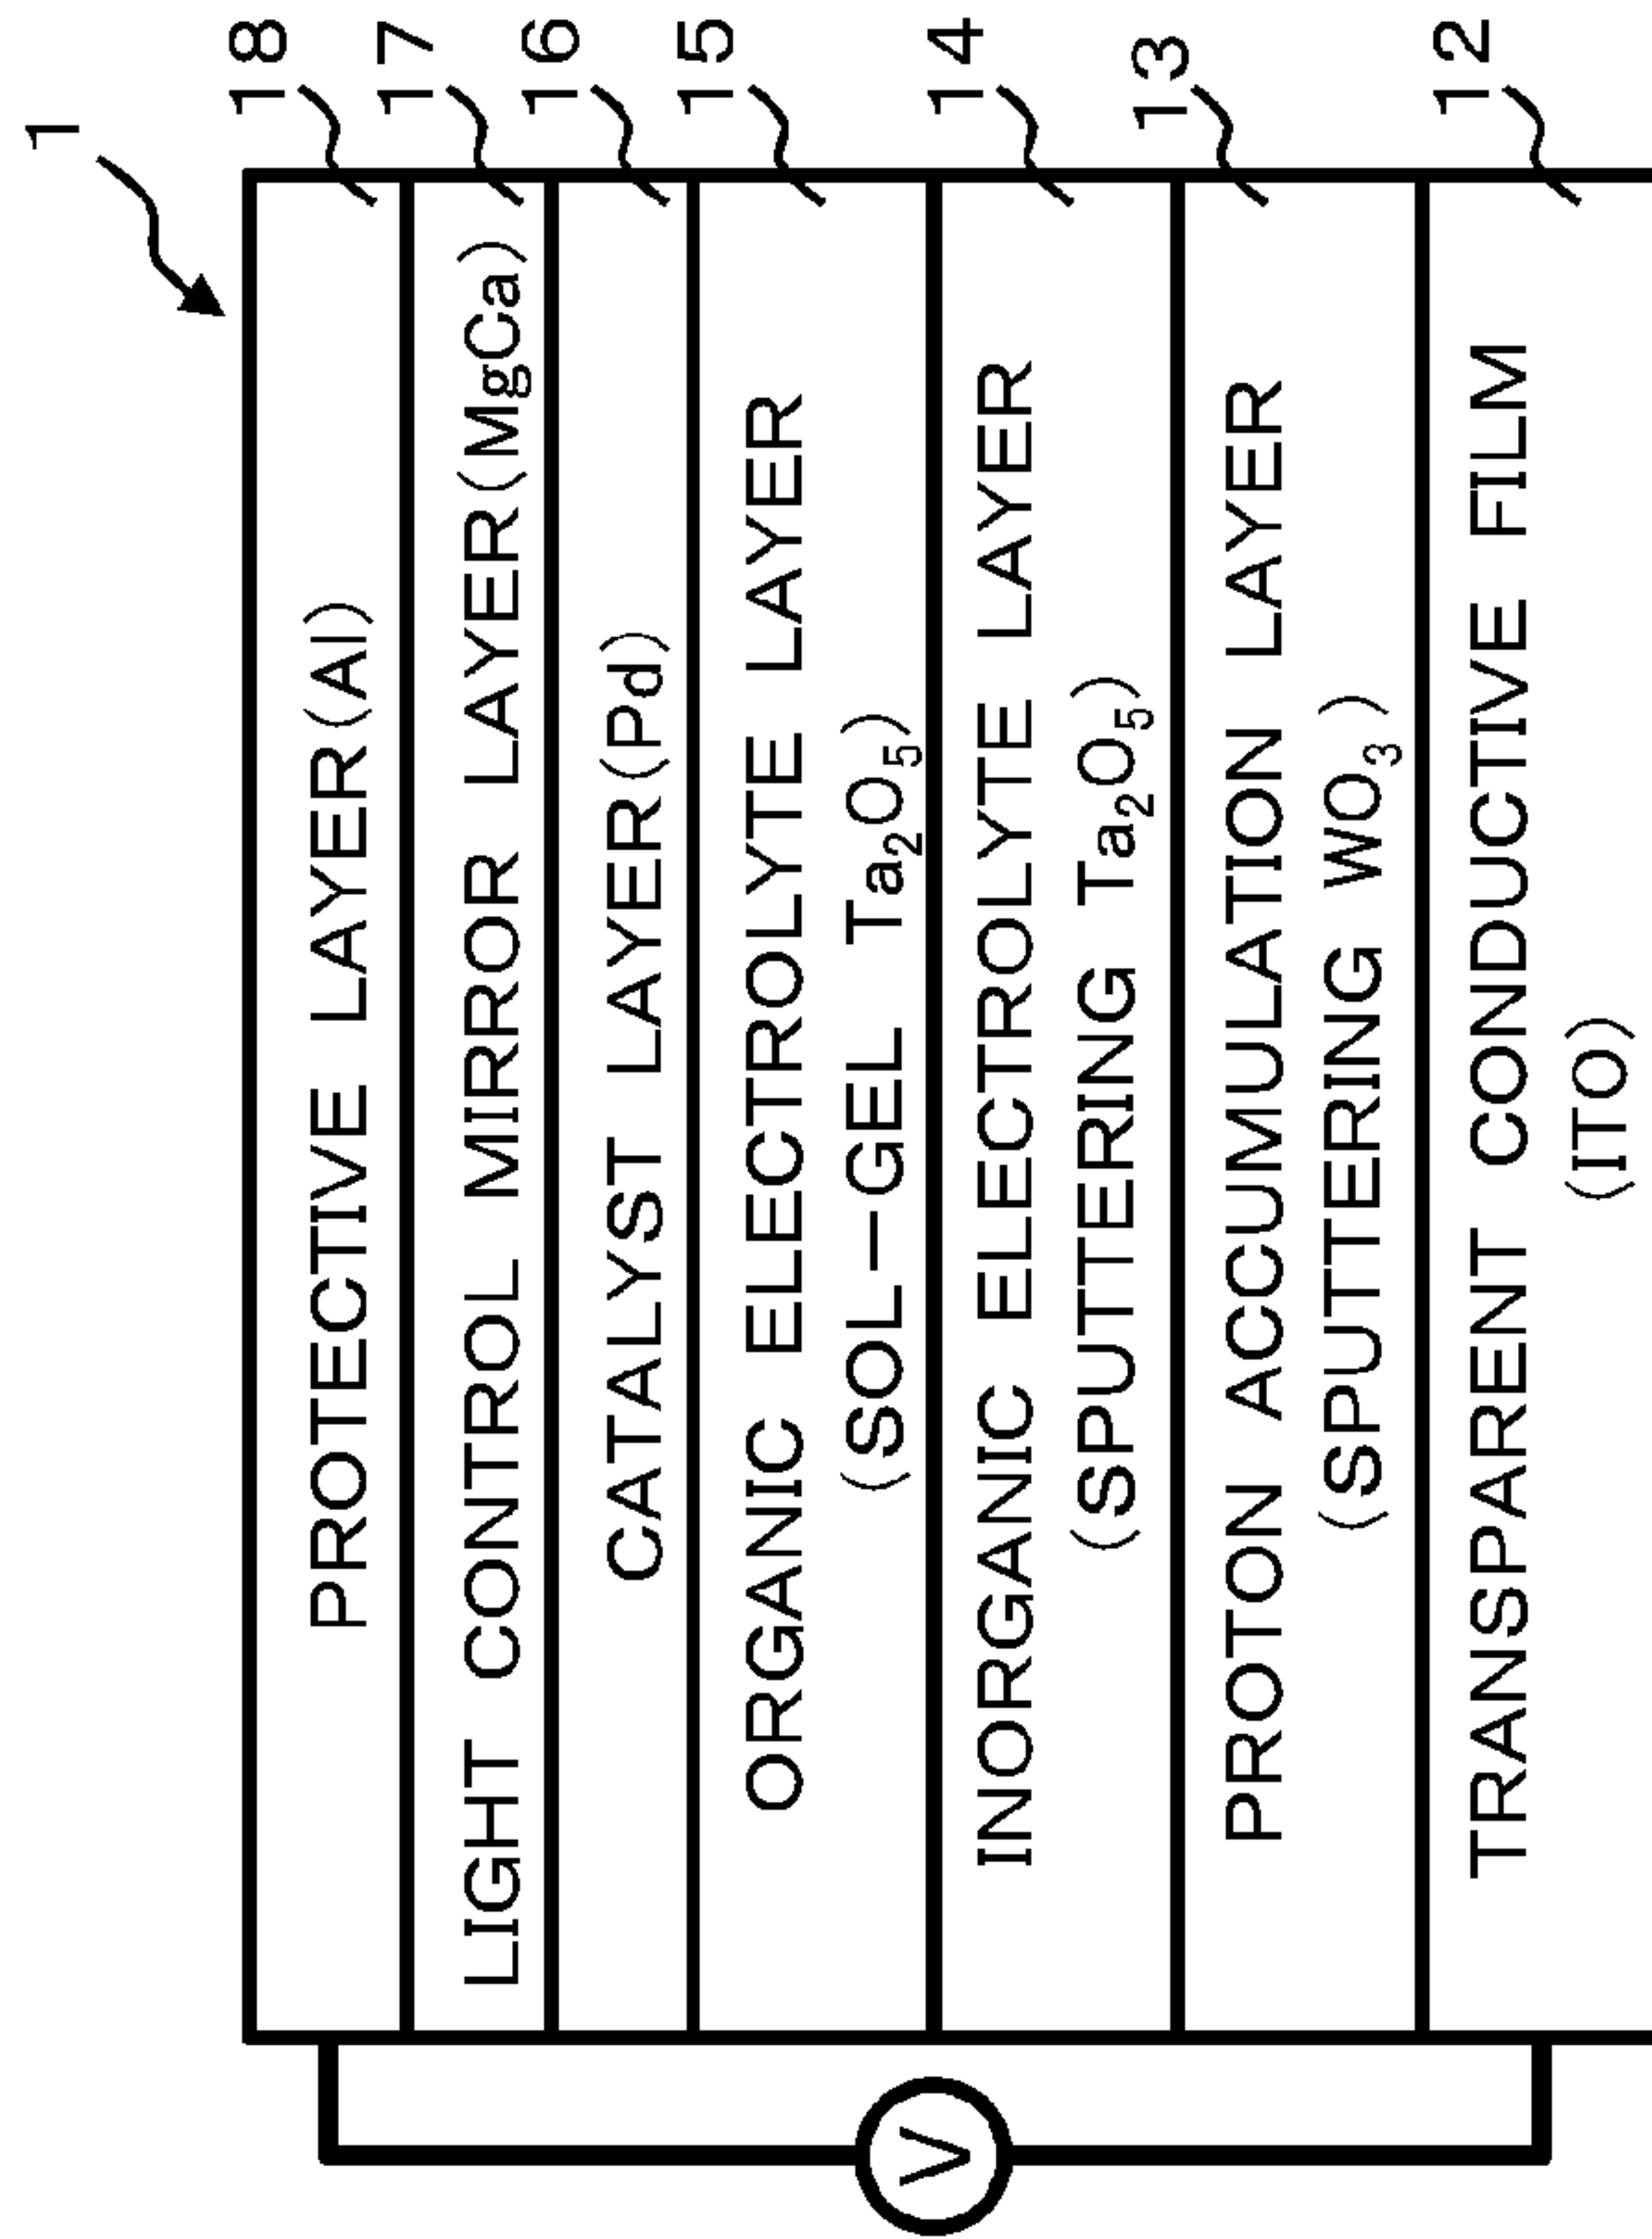 1
PROTECTIVE LAYER(Al)
18
LIGHT CONTROL MIRROR LAYER(MgCa)
17
CATALYST LAYER(Pd)
16
ORGANIC ELECTROLYTE LAYER
(SOL-GEL Ta₂O₅)
15
INORGANIC ELECTROLYTE LAYER
(SPUTTERING Ta₂O₅)
14
PROTON ACCUMULATION LAYER
(SPUTTERING WO₃)
13
TRANSPARENT CONDUCTIVE FILM
(ITO)
12
V